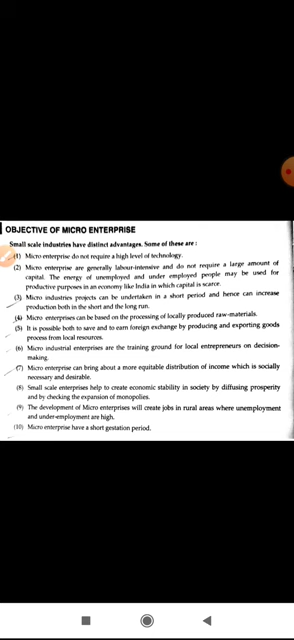 OBJECTIVE OF MICRO ENTERPRISE
Small scale industries have distinct advantages. Some of these are :
(1) Micro enterprise do not require a high level of technology.
(2) Micro enterprise are generally labour-intensive and do not require a large amount of
capital. The energy of unemployed and under employed people may be used for
productive purposes in an economy like India in which capital is scarce.
(3) Micro industries projects can be undertaken in a short period and hence can increase
production both in the short and the long run.
(4) Micro enterprises can be based on the processing of locally produced raw-materials.
(5) It is possible both to save and to earn foreign exchange by producing and exporting goods
process from local resources.
(6) Micro industrial enterprises are the training ground for local entrepreneurs on decision-
making.
(7) Micro enterprise can bring about a more equitable distribution of income which is socially
necessary and desirable.
(8) Small scale enterprises help to create economic stability in society by diffusing prosperity
and by checking the expansion of monopolies.
(9) The development of Micro enterprises will create jobs in rural areas where unemployment
and under-employment are high.
(10) Micro enterprise have a short gestation period.